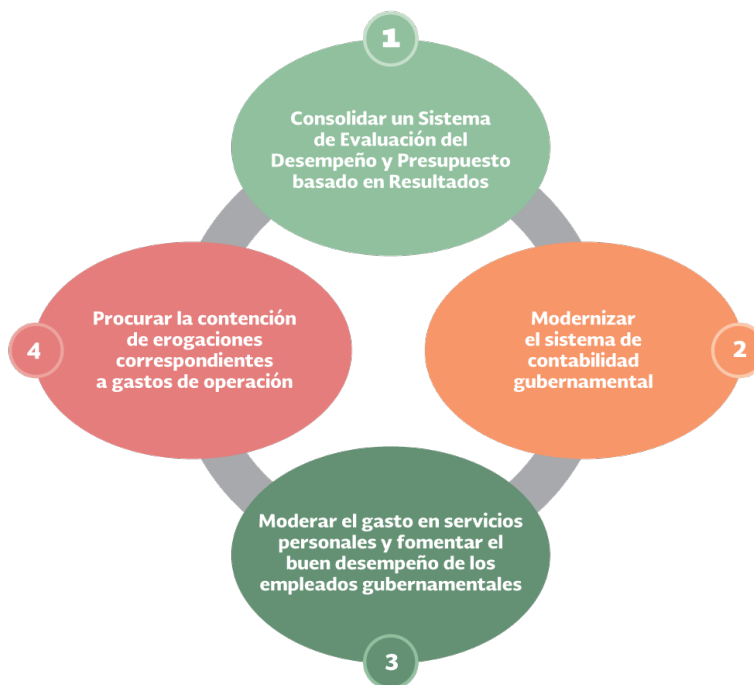 1
Consolidar un Sistema
de Evaluación del
Desempeño y Presupuesto
basado en Resultados
2
Modernizar
el sistema de
contabilidad
gubernamental
3
Moderar el gasto en servicios
personales y fomentar el
buen desempeño de los
empleados gubernamentales
4
Procurar la contención
de erogaciones
correspondientes
a gastos de operación